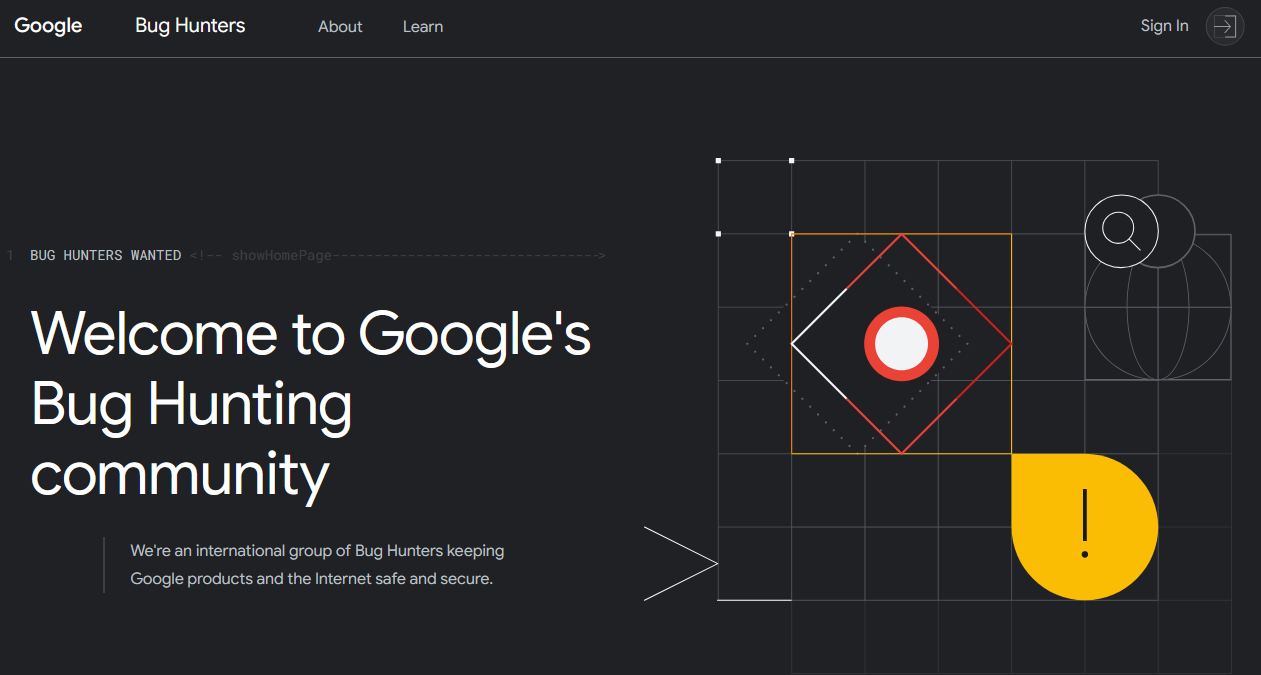 Google Bug Hunters About Learn Sign In
1 BUG HUNTERS WANTED <!-- showHomePage-------------------------------->
Welcome to Google's
Bug Hunting
community
We're an international group of Bug Hunters keeping
Google products and the Internet safe and secure.
!